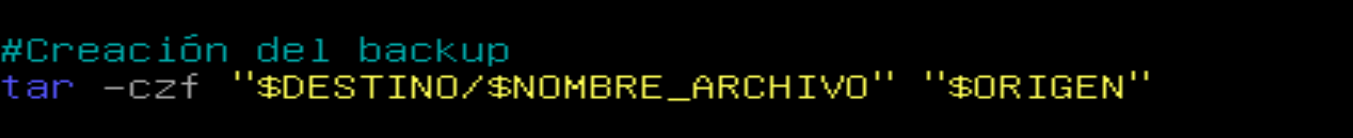 #Creación del backup
tar -czf "$DESTINO/$NOMBRE_ARCHIVO" "$ORIGEN"